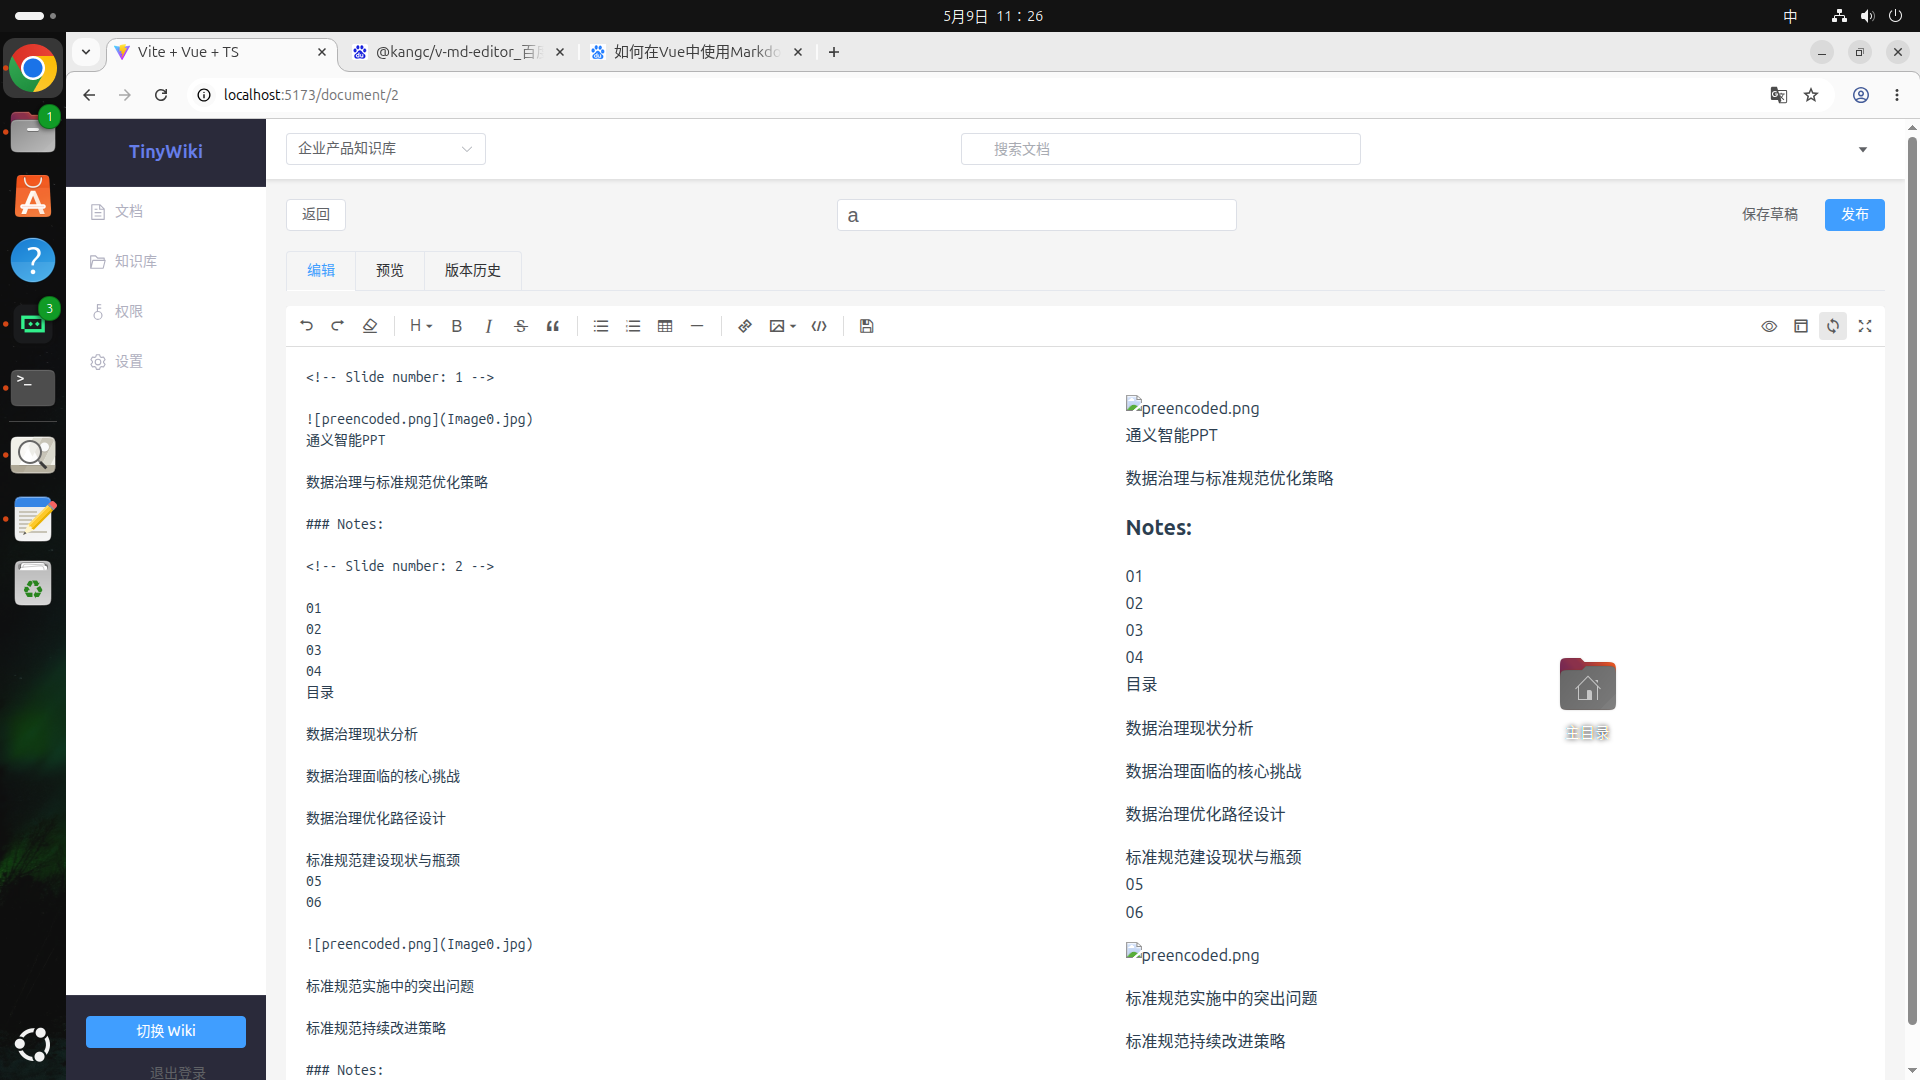 5月9日 11：26
中
Vite + Vue + TS
@kangc/v-md-editor_百度
如何在Vue中使用Markdo
localhost:5173/document/2
1
3
TinyWiki
企业产品知识库
搜索文档
文档
知识库
权限
设置
返回
a
保存草稿
发布
编辑
预览
版本历史
H
B
I
S
<!-- Slide number: 1 -->
![preencoded.png](Image0.jpg)
通义智能PPT
数据治理与标准规范优化策略
### Notes:
<!-- Slide number: 2 -->
01
02
03
04
目录
数据治理现状分析
数据治理面临的核心挑战
数据治理优化路径设计
标准规范建设现状与瓶颈
05
06
![preencoded.png](Image0.jpg)
标准规范实施中的突出问题
标准规范持续改进策略
### Notes:
preencoded.png
通义智能PPT
数据治理与标准规范优化策略
Notes:
01
02
03
04
目录
数据治理现状分析
数据治理面临的核心挑战
数据治理优化路径设计
标准规范建设现状与瓶颈
05
06
preencoded.png
标准规范实施中的突出问题
标准规范持续改进策略
主目录
切换 Wiki
退出登录